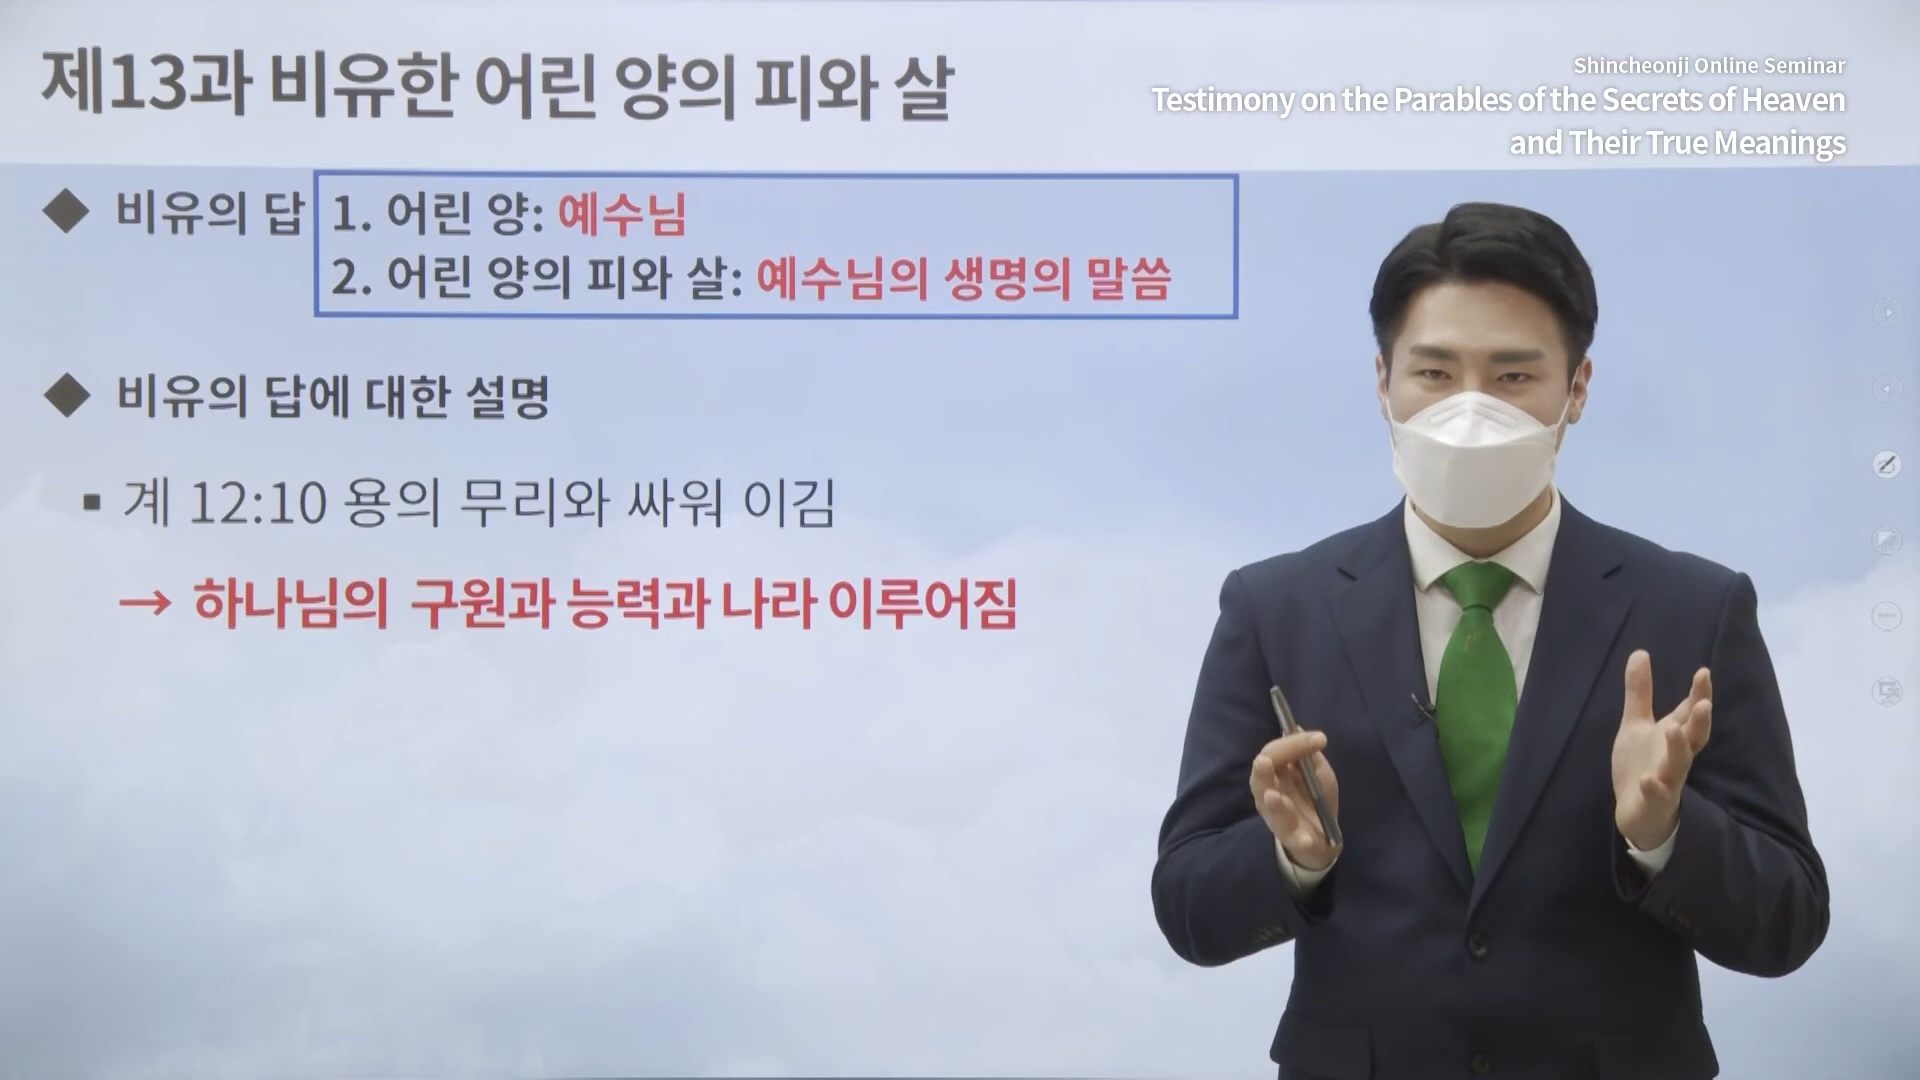 제13과 비유한 어린 양의 피와 살
Shincheonji Online Seminar
Testimony on the Parables of the Secrets of Heaven
and Their True Meanings
◆ 비유의 답
1. 어린 양: 예수님
2. 어린 양의 피와 살: 예수님의 생명의 말씀
◆ 비유의 답에 대한 설명
▪ 계 12:10 용의 무리와 싸워 이김
→ 하나님의 구원과 능력과 나라 이루어짐